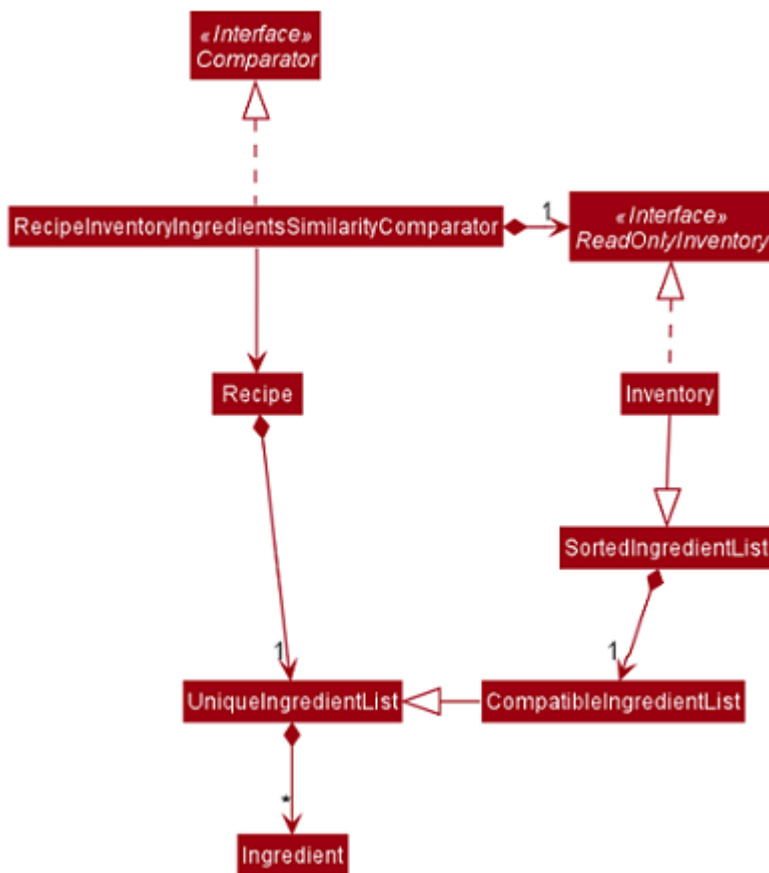 «Interface»
Comparator
RecipeInventoryIngredientsSimilarityComparator
1
«Interface»
ReadOnlyInventory
Recipe
Inventory
SortedIngredientList
1
1
UniqueIngredientList
CompatibleIngredientList
*
Ingredient